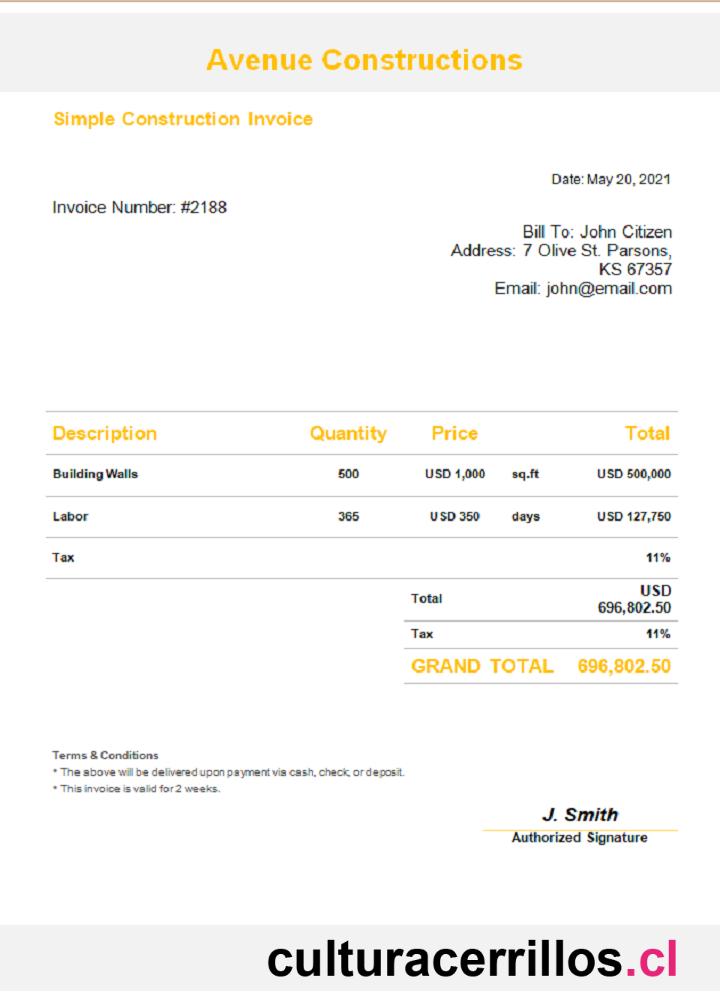 Avenue Constructions
Simple Construction Invoice
Date: May 20, 2021
Invoice Number: #2188
Bill To: John Citizen
Address: 7 Olive St. Parsons,
KS 67357
Email: john@email.com
Description Quantity Price Total
Building Walls 500 USD 1,000 sq.ft USD 500,000
Labor 365 USD 350 days USD 127,750
Tax 11%
Total USD
696,802.50
Tax 11%
GRAND TOTAL 696,802.50
Terms & Conditions
* The above will be delivered upon payment via cash, check, or deposit.
* This invoice is valid for 2 weeks.
J. Smith
Authorized Signature
culturacerrillos.cl